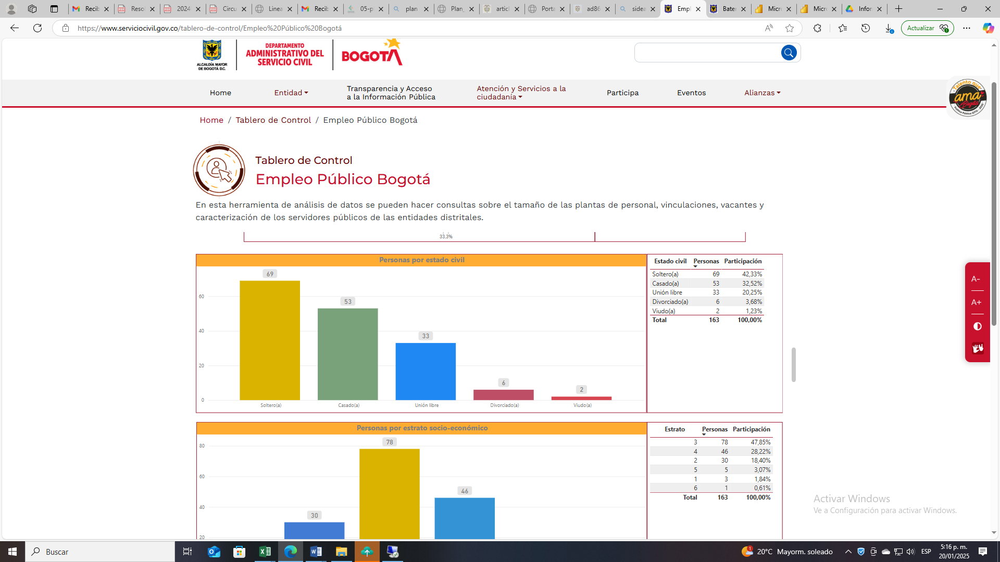 Recib
Resol
2024
Circu
Linea
Recib
05-p
plan
Plan_
articl
Porta
ad86
sidea
Empl
Bater
Micro
Micro
Infor
https://www.serviciocivil.gov.co/tablero-de-control/Empleo%20Público%20Bogotá
Actualizar
ALCALDÍA MAYOR
DE BOGOTÁ D.C.
DEPARTAMENTO
ADMINISTRATIVO DEL
SERVICIO CIVIL
BOGOTÁ
Home
Entidad
Transparencia y Acceso
a la Información Pública
Atención y Servicios a la
ciudadanía
Participa
Eventos
Alianzas
Talento que
ama
Bogotá
Home / Tablero de Control / Empleo Público Bogotá
Tablero de Control
Empleo Público Bogotá
En esta herramienta de análisis de datos se pueden hacer consultas sobre el tamaño de las plantas de personal, vinculaciones, vacantes y
caracterización de los servidores públicos de las entidades distritales.
33,3%
Personas por estado civil
69
53
33
6
2
60
40
20
0
Soltero(a)
Casado(a)
Unión libre
Divorciado(a)
Viudo(a)
Estado civil Personas Participación
Soltero(a) 69 42,33%
Casado(a) 53 32,52%
Unión libre 33 20,25%
Divorciado(a) 6 3,68%
Viudo(a) 2 1,23%
Total 163 100,00%
A-
A+
Personas por estrato socio-económico
80
60
40
20
30
78
46
Estrato Personas Participación
3 78 47,85%
4 46 28,22%
2 30 18,40%
5 5 3,07%
1 3 1,84%
6 1 0,61%
Total 163 100,00%
Activar Windows
Ve a Configuración para activar Windows.
Buscar
1
20°C Mayorm. soleado
ESP
5:16 p. m.
20/01/2025